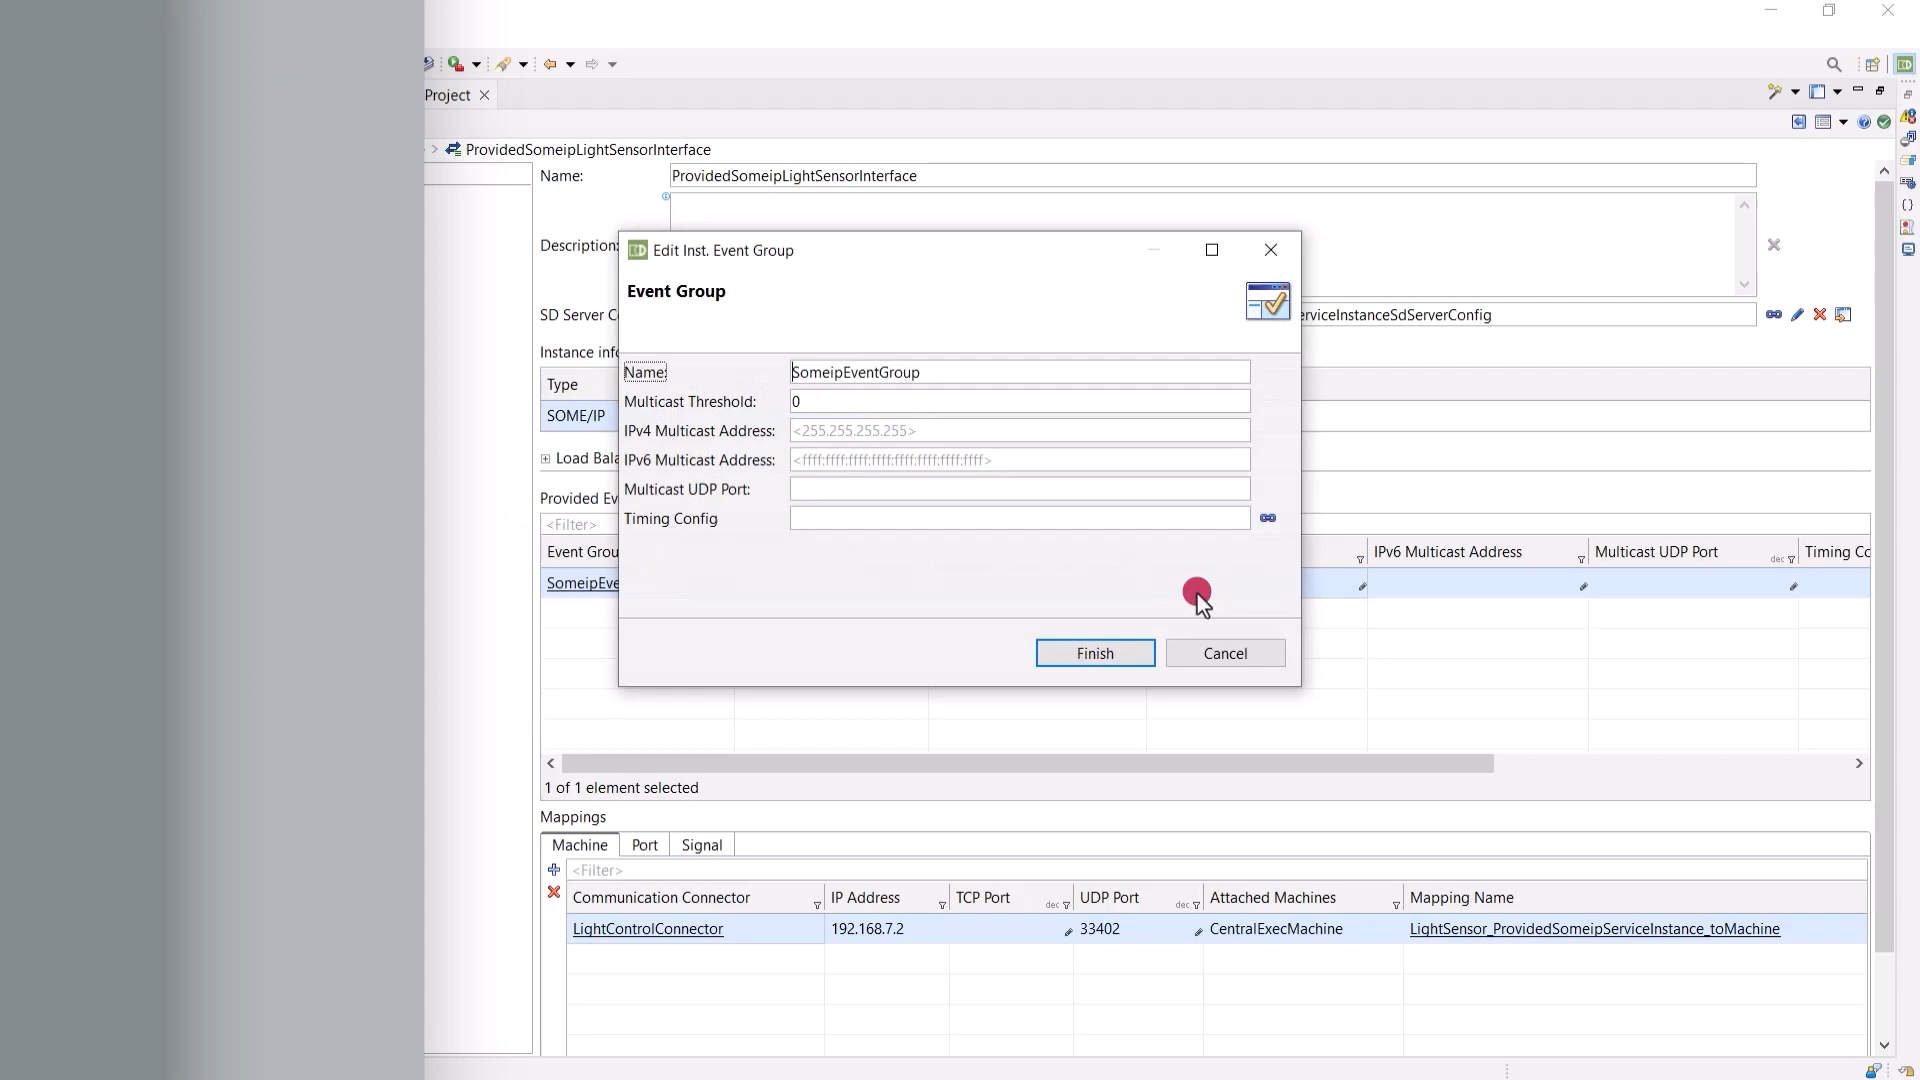 Project
ProvidedSomeipLightSensorInterface
Name:
ProvidedSomeipLightSensorInterface
Description:
SD Server C
erviceInstanceSdServerConfig
Instance info
Type
SOME/IP
Load Bala
Provided Ev
<Filter>
Event Grou
IPv6 Multicast Address
Multicast UDP Port
dec
Timing Co
SomeipEve
Edit Inst. Event Group
Event Group
Name:
SomeipEventGroup
Multicast Threshold:
0
IPv4 Multicast Address:
<255.255.255.255>
IPv6 Multicast Address:
<ffff:ffff:ffff:ffff:ffff:ffff:ffff:ffff>
Multicast UDP Port:
Timing Config
Finish
Cancel
1 of 1 element selected
Mappings
Machine
Port
Signal
<Filter>
Communication Connector
IP Address
TCP Port
dec
UDP Port
dec
Attached Machines
Mapping Name
LightControlConnector
192.168.7.2
33402
CentralExecMachine
LightSensor_ProvidedSomeipServiceInstance_toMachine